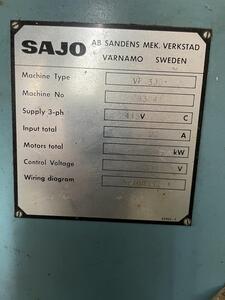 SAJO AB SANDENS MEK. VERKSTAD
VARNAMO SWEDEN
Machine Type
Machine No
Supply 3-ph V C
Input total A
Motors total kW
Control Voltage V
Wiring diagram